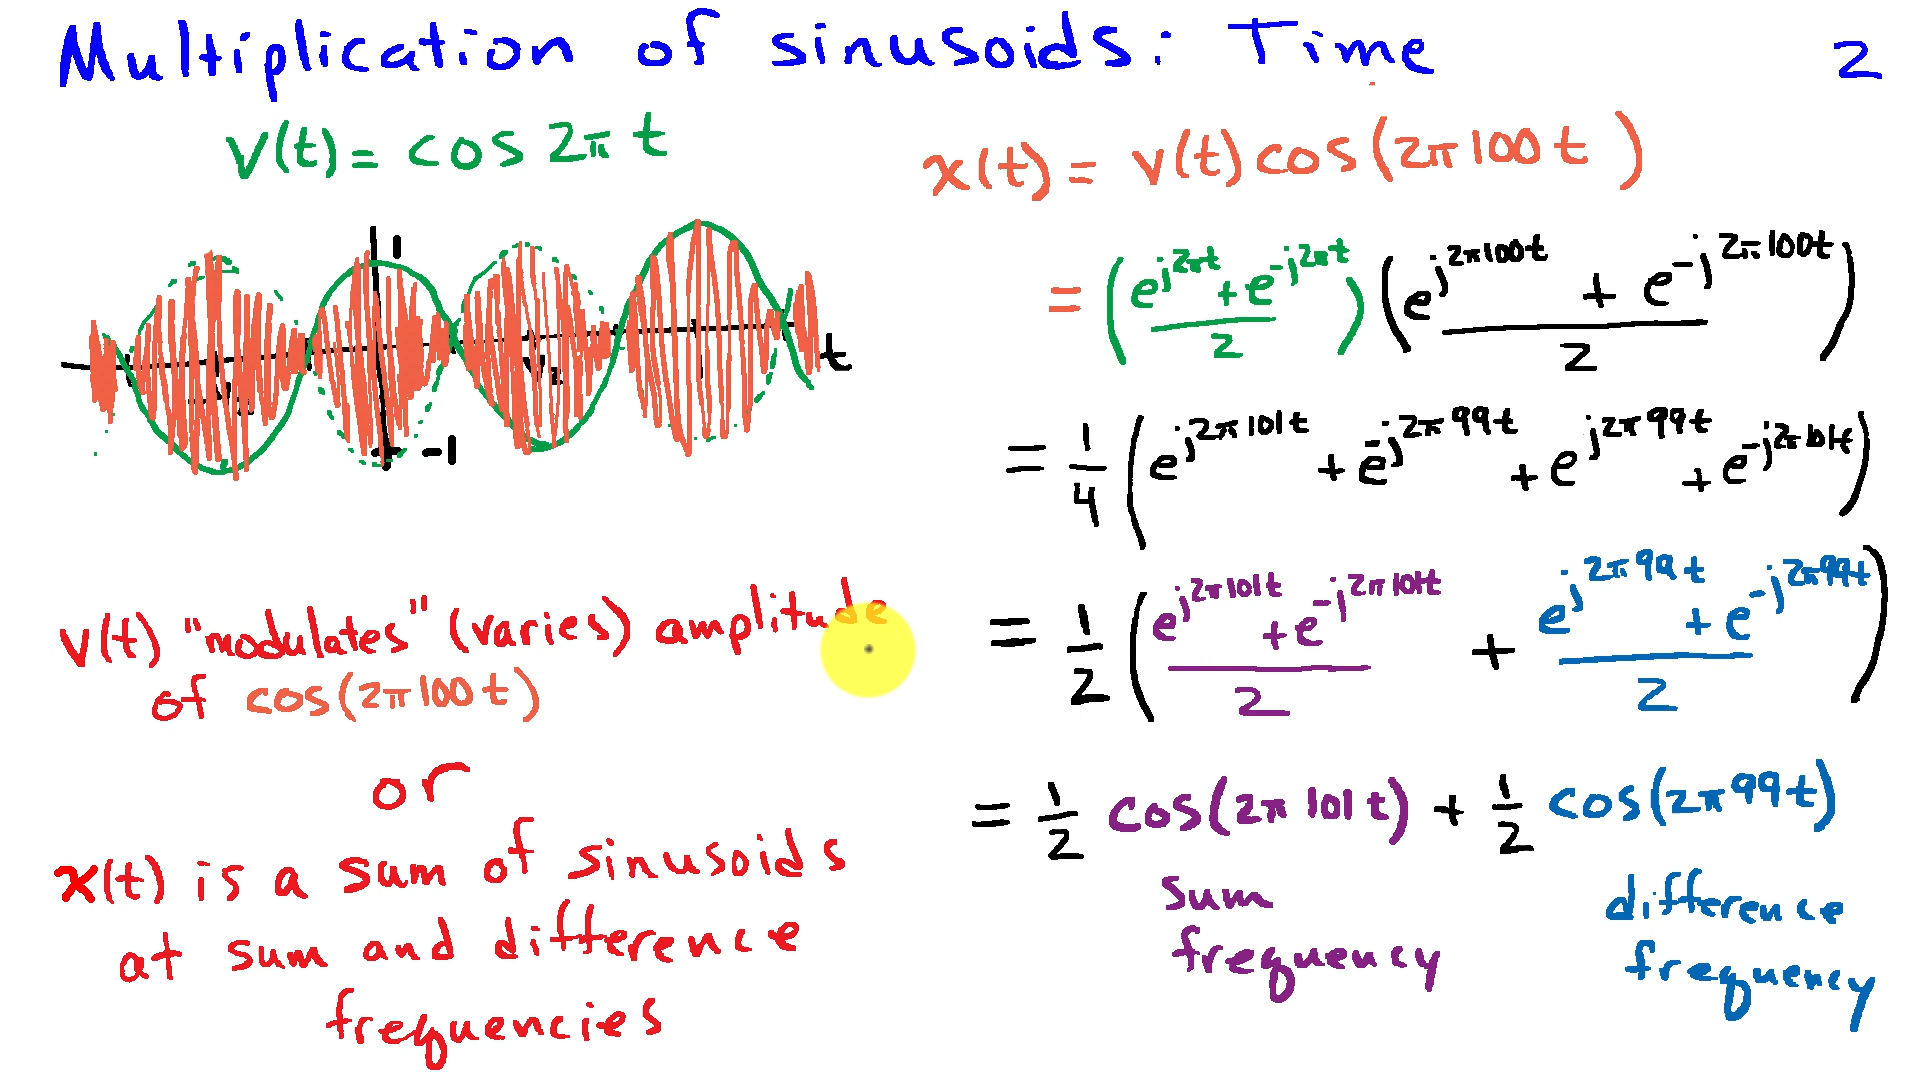 Multiplication of sinusoids: Time
2
v(t) = cos 2π t
1
-1
t
v(t) "modulates" (varies) amplitude
of cos(2π100t)
or
x(t) is a sum of sinusoids
at sum and difference
frequencies
x(t) = v(t) cos(2π100t)
= ((e^{j2πt} + e^{-j2πt})/2) ((e^{j2π100t} + e^{-j2π100t})/2)
= 1/4 (e^{j2π101t} + e^{-j2π99t} + e^{j2π99t} + e^{-j2π101t})
= 1/2 ((e^{j2π101t} + e^{-j2π101t})/2 + (e^{j2π99t} + e^{-j2π99t})/2)
= 1/2 cos(2π101t) + 1/2 cos(2π99t)
sum
frequency
difference
frequency